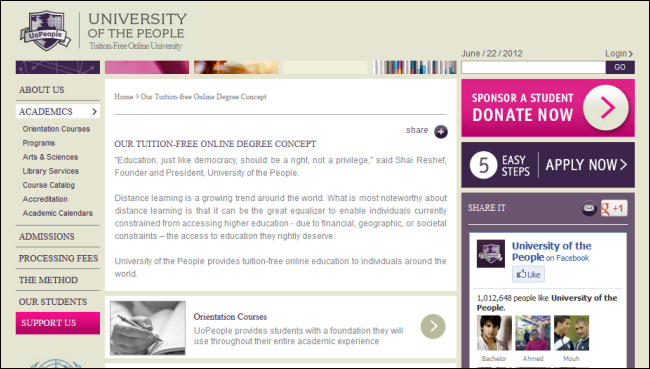 UoPeople
UNIVERSITY
OF THE PEOPLE
Tuition-Free Online University
June / 22 / 2012
Login >
GO
ABOUT US
ACADEMICS >
Orientation Courses
Programs
Arts & Sciences
Library Services
Course Catalog
Accreditation
Academic Calendars
ADMISSIONS
PROCESSING FEES
THE METHOD
OUR STUDENTS
SUPPORT US
Home > Our Tuition-free Online Degree Concept
share +
OUR TUITION-FREE ONLINE DEGREE CONCEPT
"Education, just like democracy, should be a right, not a privilege," said Shai Reshef,
Founder and President, University of the People.
Distance learning is a growing trend around the world. What is most noteworthy about
distance learning is that it can be the great equalizer to enable individuals currently
constrained from accessing higher education - due to financial, geographic, or societal
constraints – the access to education they rightly deserve.
University of the People provides tuition-free online education to individuals around the
world.
Orientation Courses
UoPeople provides students with a foundation they will
use throughout their entire academic experience
SPONSOR A STUDENT
DONATE NOW
5 EASY
STEPS
APPLY NOW >
SHARE IT
g +1
University of the
People on Facebook
Like
1,012,648 people like University of the
People.
Bachelor
Ahmed
Mouh